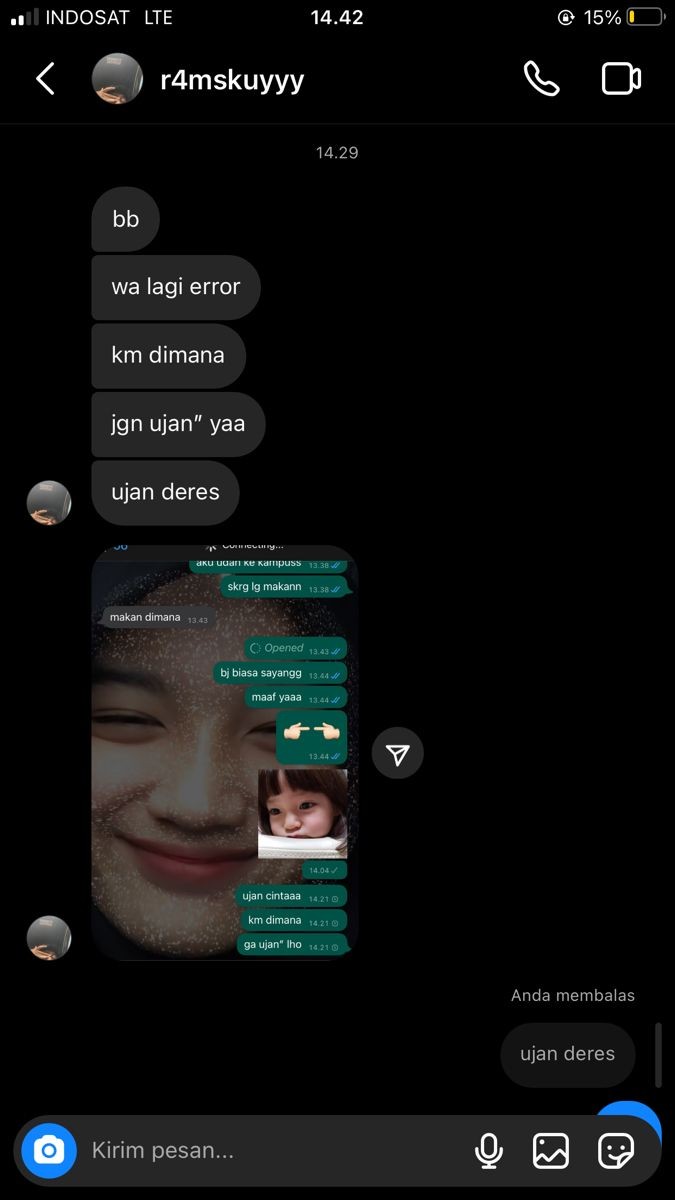 INDOSAT LTE
14.42
15%
r4mskuyyy
14.29
bb
wa lagi error
km dimana
jgn ujan" yaa
ujan deres
Connecting...
aku udah ke kampuss 13.38
skrg lg makann 13.38
makan dimana 13.43
Opened 13.43
bj biasa sayangg 13.44
maaf yaaa 13.44
13.44
14.04
ujan cintaaa 14.21
km dimana 14.21
ga ujan" lho 14.21
Anda membalas
ujan deres
Kirim pesan...